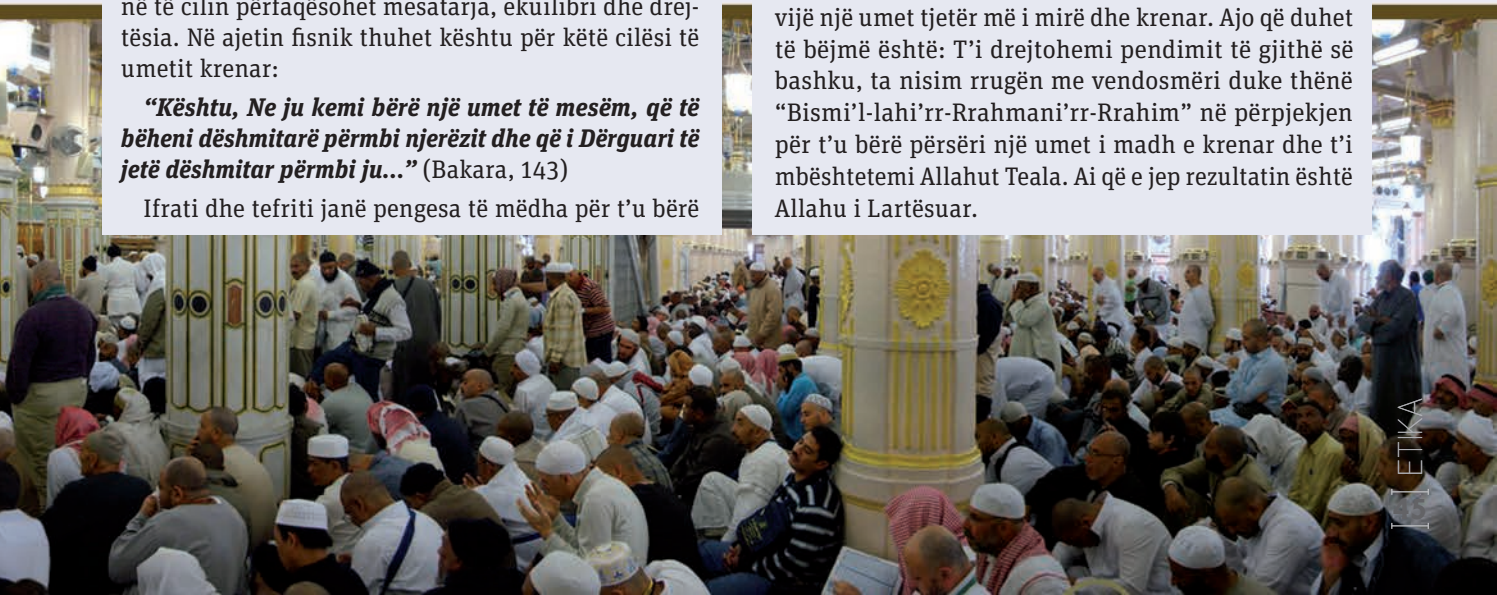 në të cilin përfaqësohet mesatarja, ekuilibri dhe drej-
tësia. Në ajetin fisnik thuhet kështu për këtë cilësi të
umetit krenar:
“Kështu, Ne ju kemi bërë një umet të mesëm, që të
bëheni dëshmitarë përmbi njerëzit dhe që i Dërguari të
jetë dëshmitar përmbi ju...” (Bakara, 143)
Ifrati dhe tefriti janë pengesa të mëdha për t’u bërë
vijë një umet tjetër më i mirë dhe krenar. Ajo që duhet
të bëjmë është: T’i drejtohemi pendimit të gjithë së
bashku, ta nisim rrugën me vendosmëri duke thënë
“Bismi’l-lahi’rr-Rrahmani’rr-Rrahim” në përpjekjen
për t’u bërë përsëri një umet i madh e krenar dhe t’i
mbështetemi Allahut Teala. Ai që e jep rezultatin është
Allahu i Lartësuar.
| ETIKA